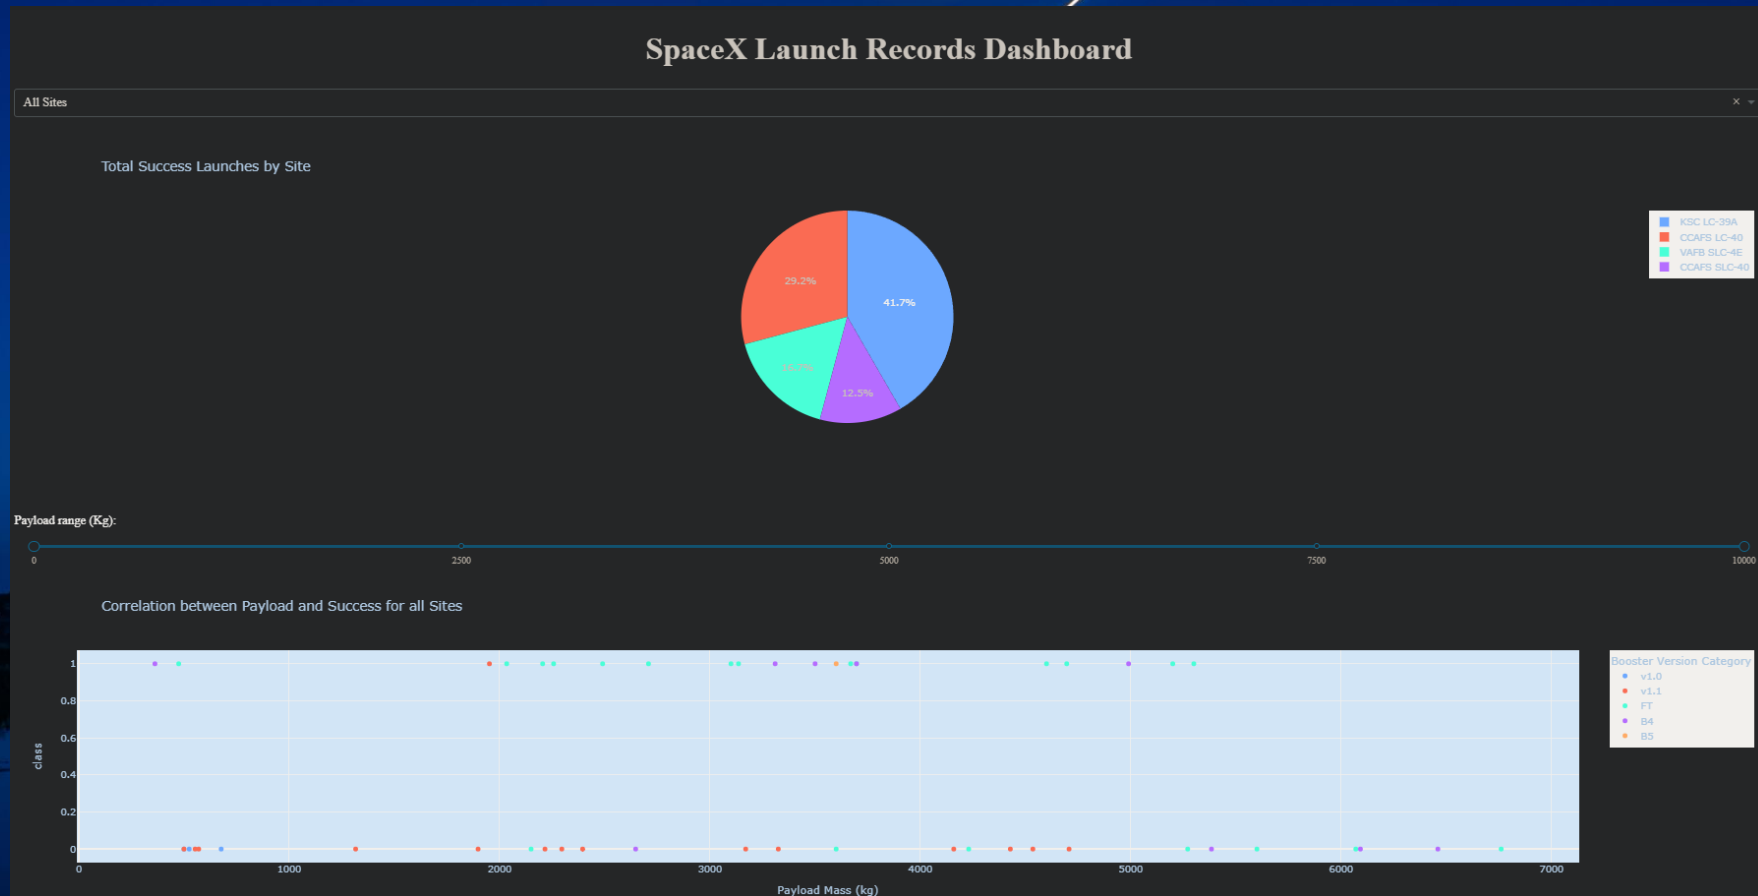 SpaceX Launch Records Dashboard
All Sites
×
Total Success Launches by Site
KSC LC-39A
CCAFS LC-40
VAFB SLC-4E
CCAFS SLC-40
29.2%
41.7%
16.7%
12.5%
Payload range (Kg):
0 2500 5000 7500 10000
Correlation between Payload and Success for all Sites
Booster Version Category
v1.0
v1.1
FT
B4
B5
1
0.8
0.6
0.4
0.2
0
class
0 1000 2000 3000 4000 5000 6000 7000
Payload Mass (kg)